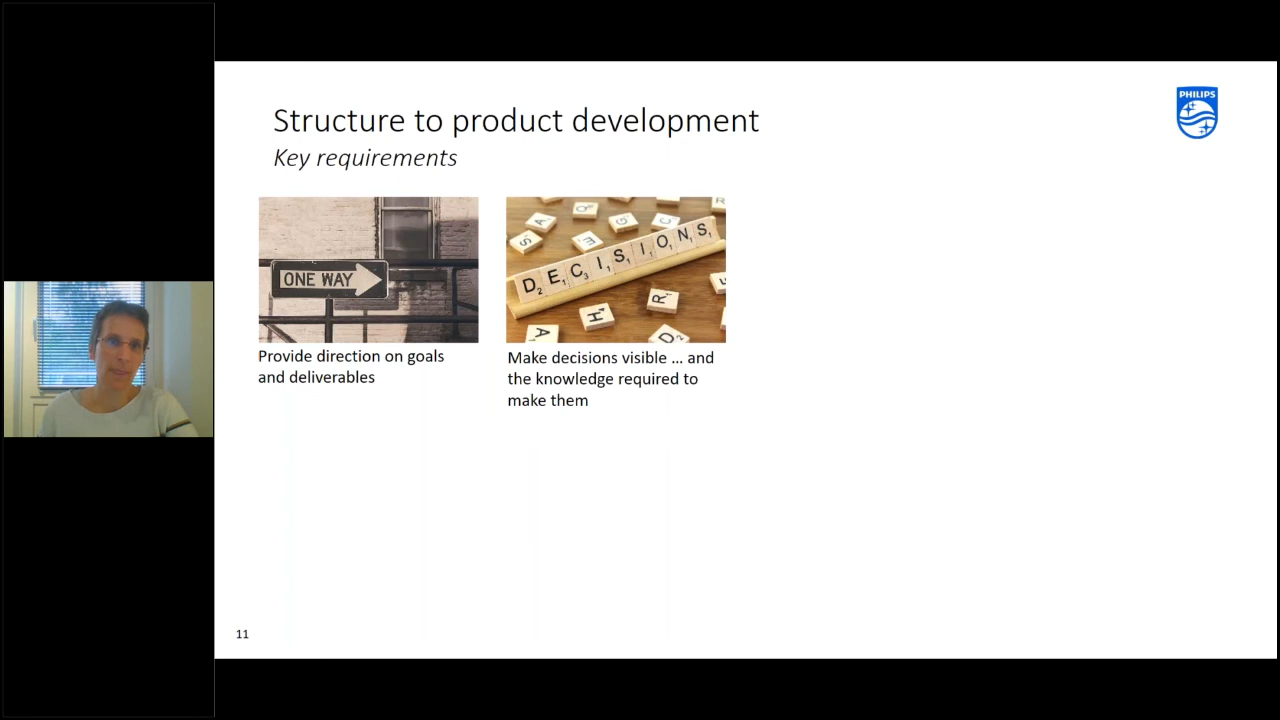 Structure to product development
PHILIPS
Key requirements
ONE WAY
DECISIONS
Provide direction on goals
and deliverables
Make decisions visible ... and
the knowledge required to
make them
11